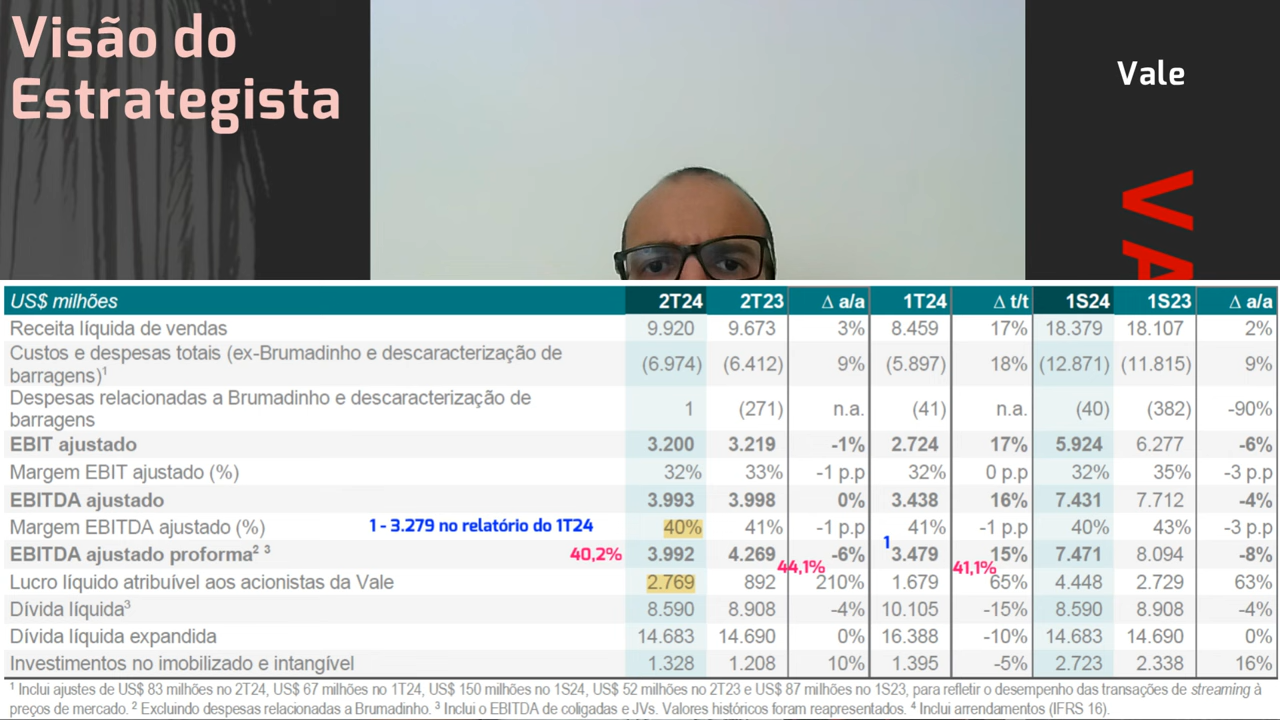 Visão do
Estrategista
Vale
VA
US$ milhões 2T24 2T23 Δ a/a 1T24 Δ t/t 1S24 1S23 Δ a/a
Receita líquida de vendas 9.920 9.673 3% 8.459 17% 18.379 18.107 2%
Custos e despesas totais (ex-Brumadinho e descaracterização de
barragens)¹ (6.974) (6.412) 9% (5.897) 18% (12.871) (11.815) 9%
Despesas relacionadas a Brumadinho e descaracterização de
barragens 1 (271) n.a. (41) n.a. (40) (382) -90%
EBIT ajustado 3.200 3.219 -1% 2.724 17% 5.924 6.277 -6%
Margem EBIT ajustado (%) 32% 33% -1 p.p 32% 0 p.p 32% 35% -3 p.p
EBITDA ajustado 3.993 3.998 0% 3.438 16% 7.431 7.712 -4%
Margem EBITDA ajustado (%) 1 - 3.279 no relatório do 1T24 40% 41% -1 p.p 41% -1 p.p 40% 43% -3 p.p
EBITDA ajustado proforma² ³ 40,2% 3.992 4.269 44,1% -6% 1 3.479 41,1% 15% 7.471 8.094 -8%
Lucro líquido atribuível aos acionistas da Vale 2.769 892 210% 1.679 65% 4.448 2.729 63%
Dívida líquida³ 8.590 8.908 -4% 10.105 -15% 8.590 8.908 -4%
Dívida líquida expandida 14.683 14.690 0% 16.388 -10% 14.683 14.690 0%
Investimentos no imobilizado e intangível 1.328 1.208 10% 1.395 -5% 2.723 2.338 16%
¹ Inclui ajustes de US$ 83 milhões no 2T24, US$ 67 milhões no 1T24, US$ 150 milhões no 1S24, US$ 52 milhões no 2T23 e US$ 87 milhões no 1S23, para refletir o desempenho das transações de streaming à
preços de mercado. ² Excluindo despesas relacionadas a Brumadinho. ³ Inclui o EBITDA de coligadas e JVs. Valores históricos foram reapresentados. ⁴ Inclui arrendamentos (IFRS 16).